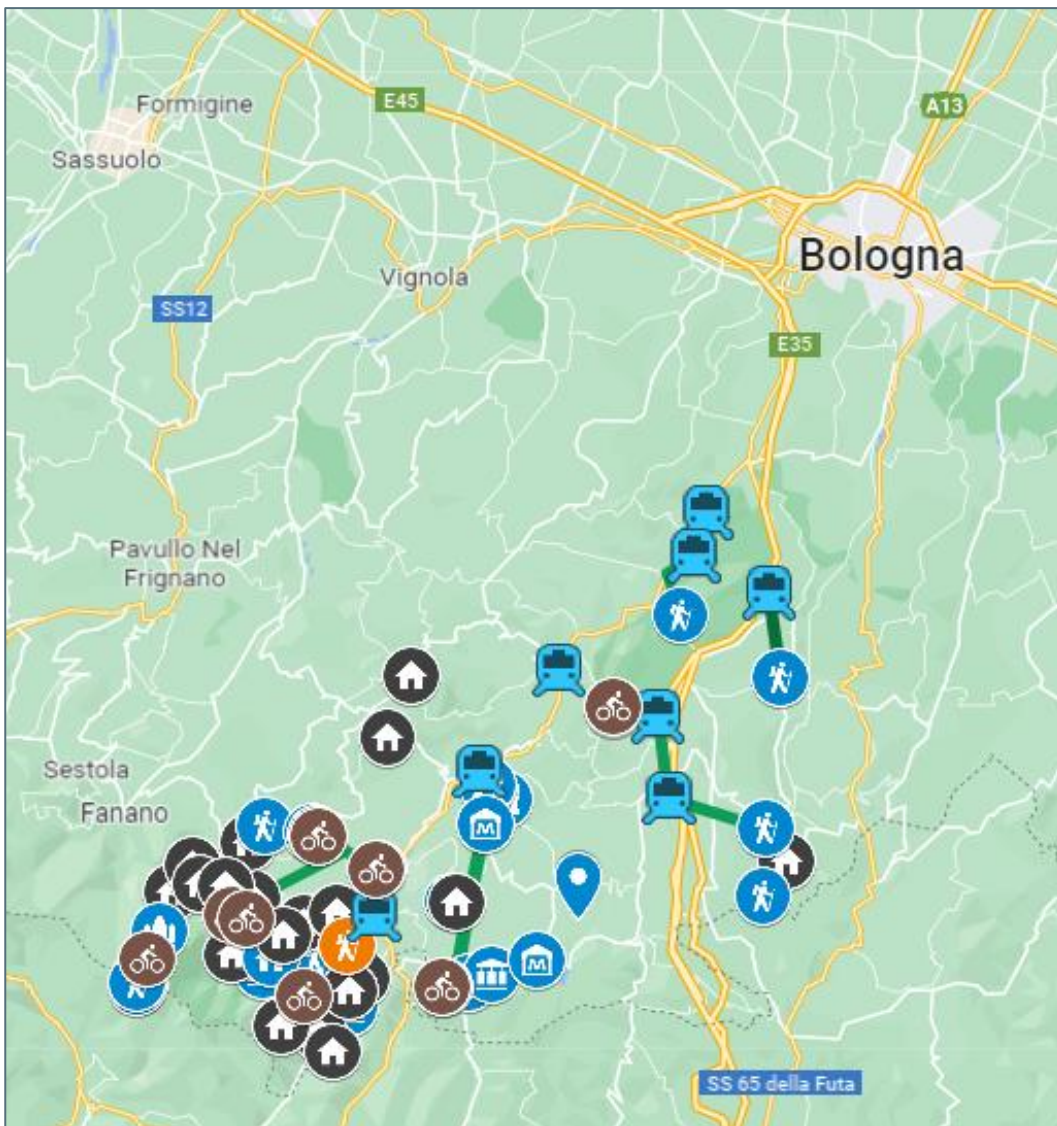 Formigine
E45
A13
Sassuolo
Bologna
Vignola
SS12
E35
Pavullo Nel
Frignano
Sestola
Fanano
M
M
SS 65 della Futa